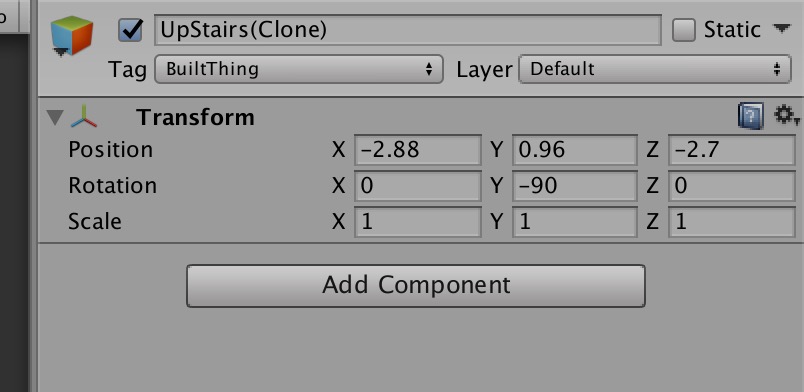 o
UpStairs(Clone) Static
Tag BuiltThing Layer Default
Transform
Position X -2.88 Y 0.96 Z -2.7
Rotation X 0 Y -90 Z 0
Scale X 1 Y 1 Z 1
Add Component